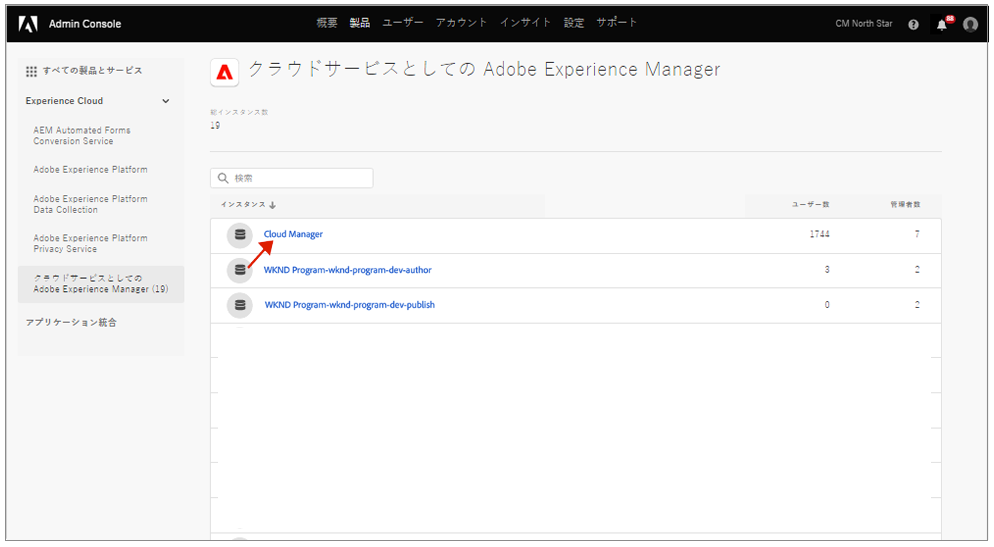 Admin Console
概要 製品 ユーザー アカウント インサイト 設定 サポート
CM North Star
88
すべての製品とサービス
Experience Cloud
AEM Automated Forms
Conversion Service
Adobe Experience Platform
Adobe Experience Platform
Data Collection
Adobe Experience Platform
Privacy Service
クラウドサービスとしての
Adobe Experience Manager (19)
アプリケーション統合
クラウドサービスとしての Adobe Experience Manager
総インスタンス数
19
検索
インスタンス ユーザー数 管理者数
Cloud Manager 1744 7
WKND Program-wknd-program-dev-author 3 2
WKND Program-wknd-program-dev-publish 0 2